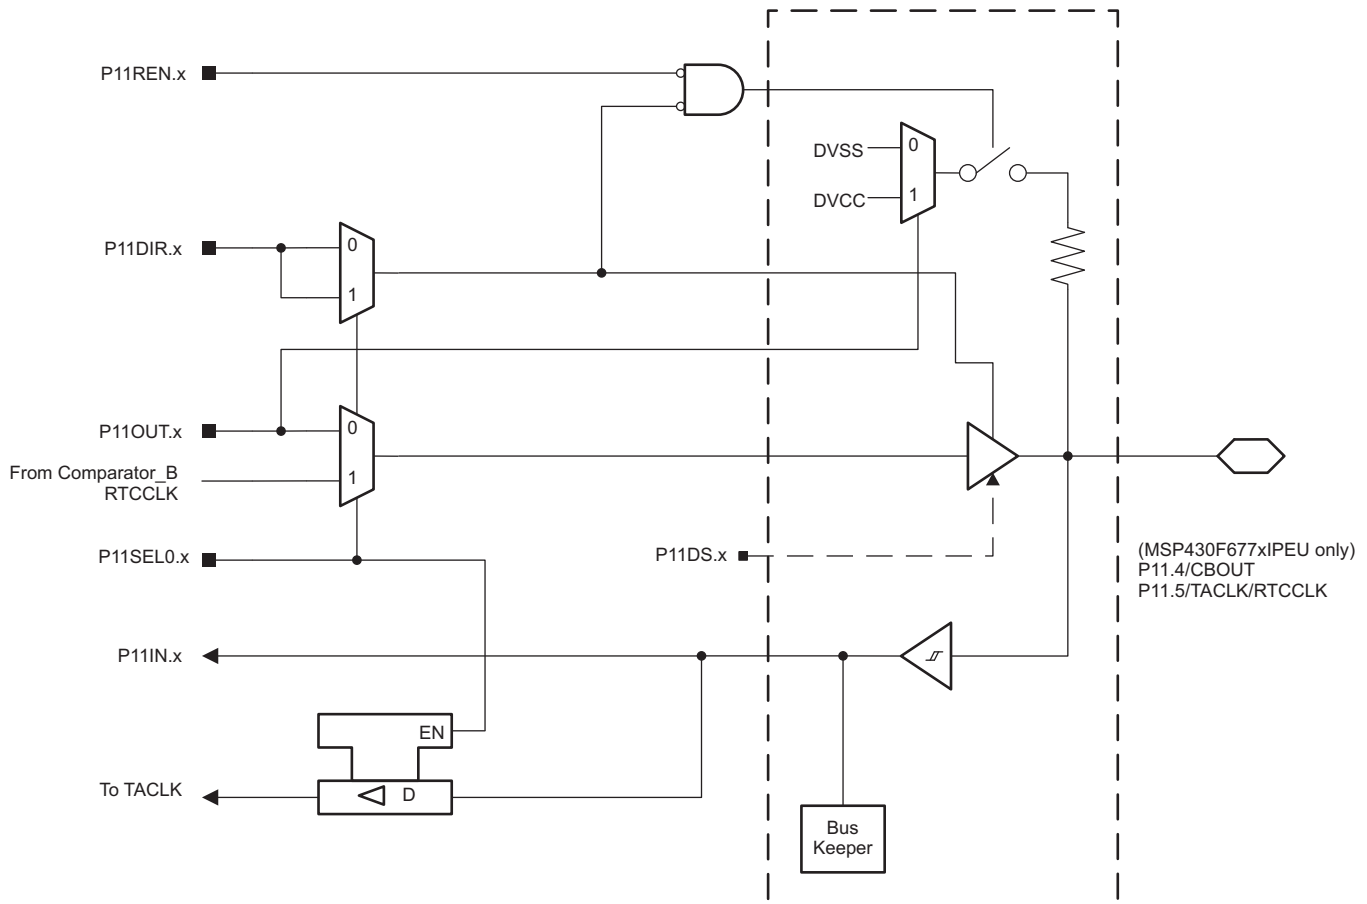 P11REN.x
0
DVSS
DVCC
1
P11DIR.x
0
1
P11OUT.x
0
From Comparator_B
RTCCLK
1
P11SEL0.x
P11DS.x
(MSP430F677xIPEU only)
P11.4/CBOUT
P11.5/TACLK/RTCCLK
P11IN.x
EN
To TACLK
D
Bus
Keeper